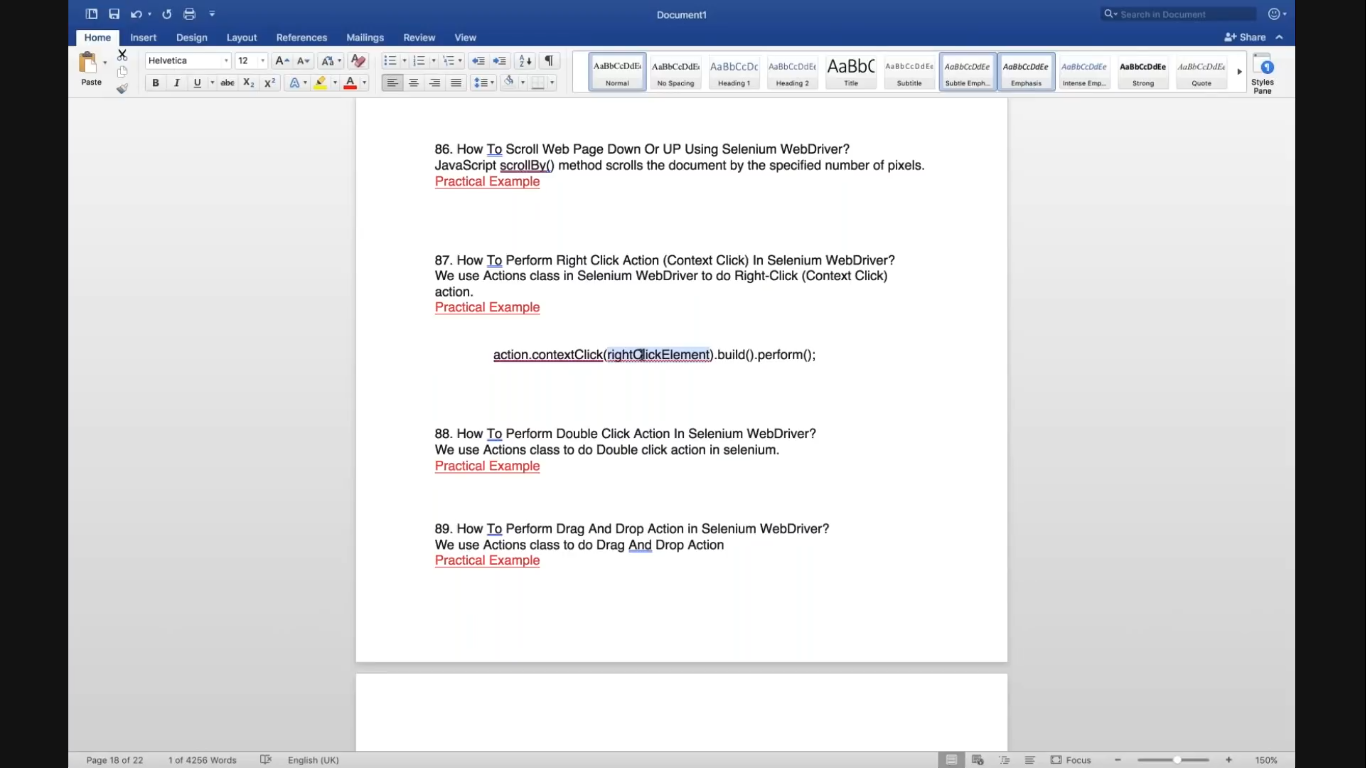 Document1
Search in Document
Home Insert Design Layout References Mailings Review View
Share
Paste
Helvetica 12
B I U abc X₂ X²
AaBbCcDdEe AaBbCcDdEe AaBbCcDc AaBbCcDdEe AaBbC AaBbCcDdEe AaBbCcDdEe AaBbCcDdEe AaBbCcDdEe AaBbCcDdEe AaBbCcDdEe
Normal No Spacing Heading 1 Heading 2 Title Subtitle Subtle Emph... Emphasis Intense Emp... Strong Quote
Styles
Pane
86. How To Scroll Web Page Down Or UP Using Selenium WebDriver?
JavaScript scrollBy() method scrolls the document by the specified number of pixels.
Practical Example
87. How To Perform Right Click Action (Context Click) In Selenium WebDriver?
We use Actions class in Selenium WebDriver to do Right-Click (Context Click)
action.
Practical Example
action.contextClick(rightClickElement).build().perform();
88. How To Perform Double Click Action In Selenium WebDriver?
We use Actions class to do Double click action in selenium.
Practical Example
89. How To Perform Drag And Drop Action in Selenium WebDriver?
We use Actions class to do Drag And Drop Action
Practical Example
Page 18 of 22 1 of 4256 Words English (UK) Focus 150%